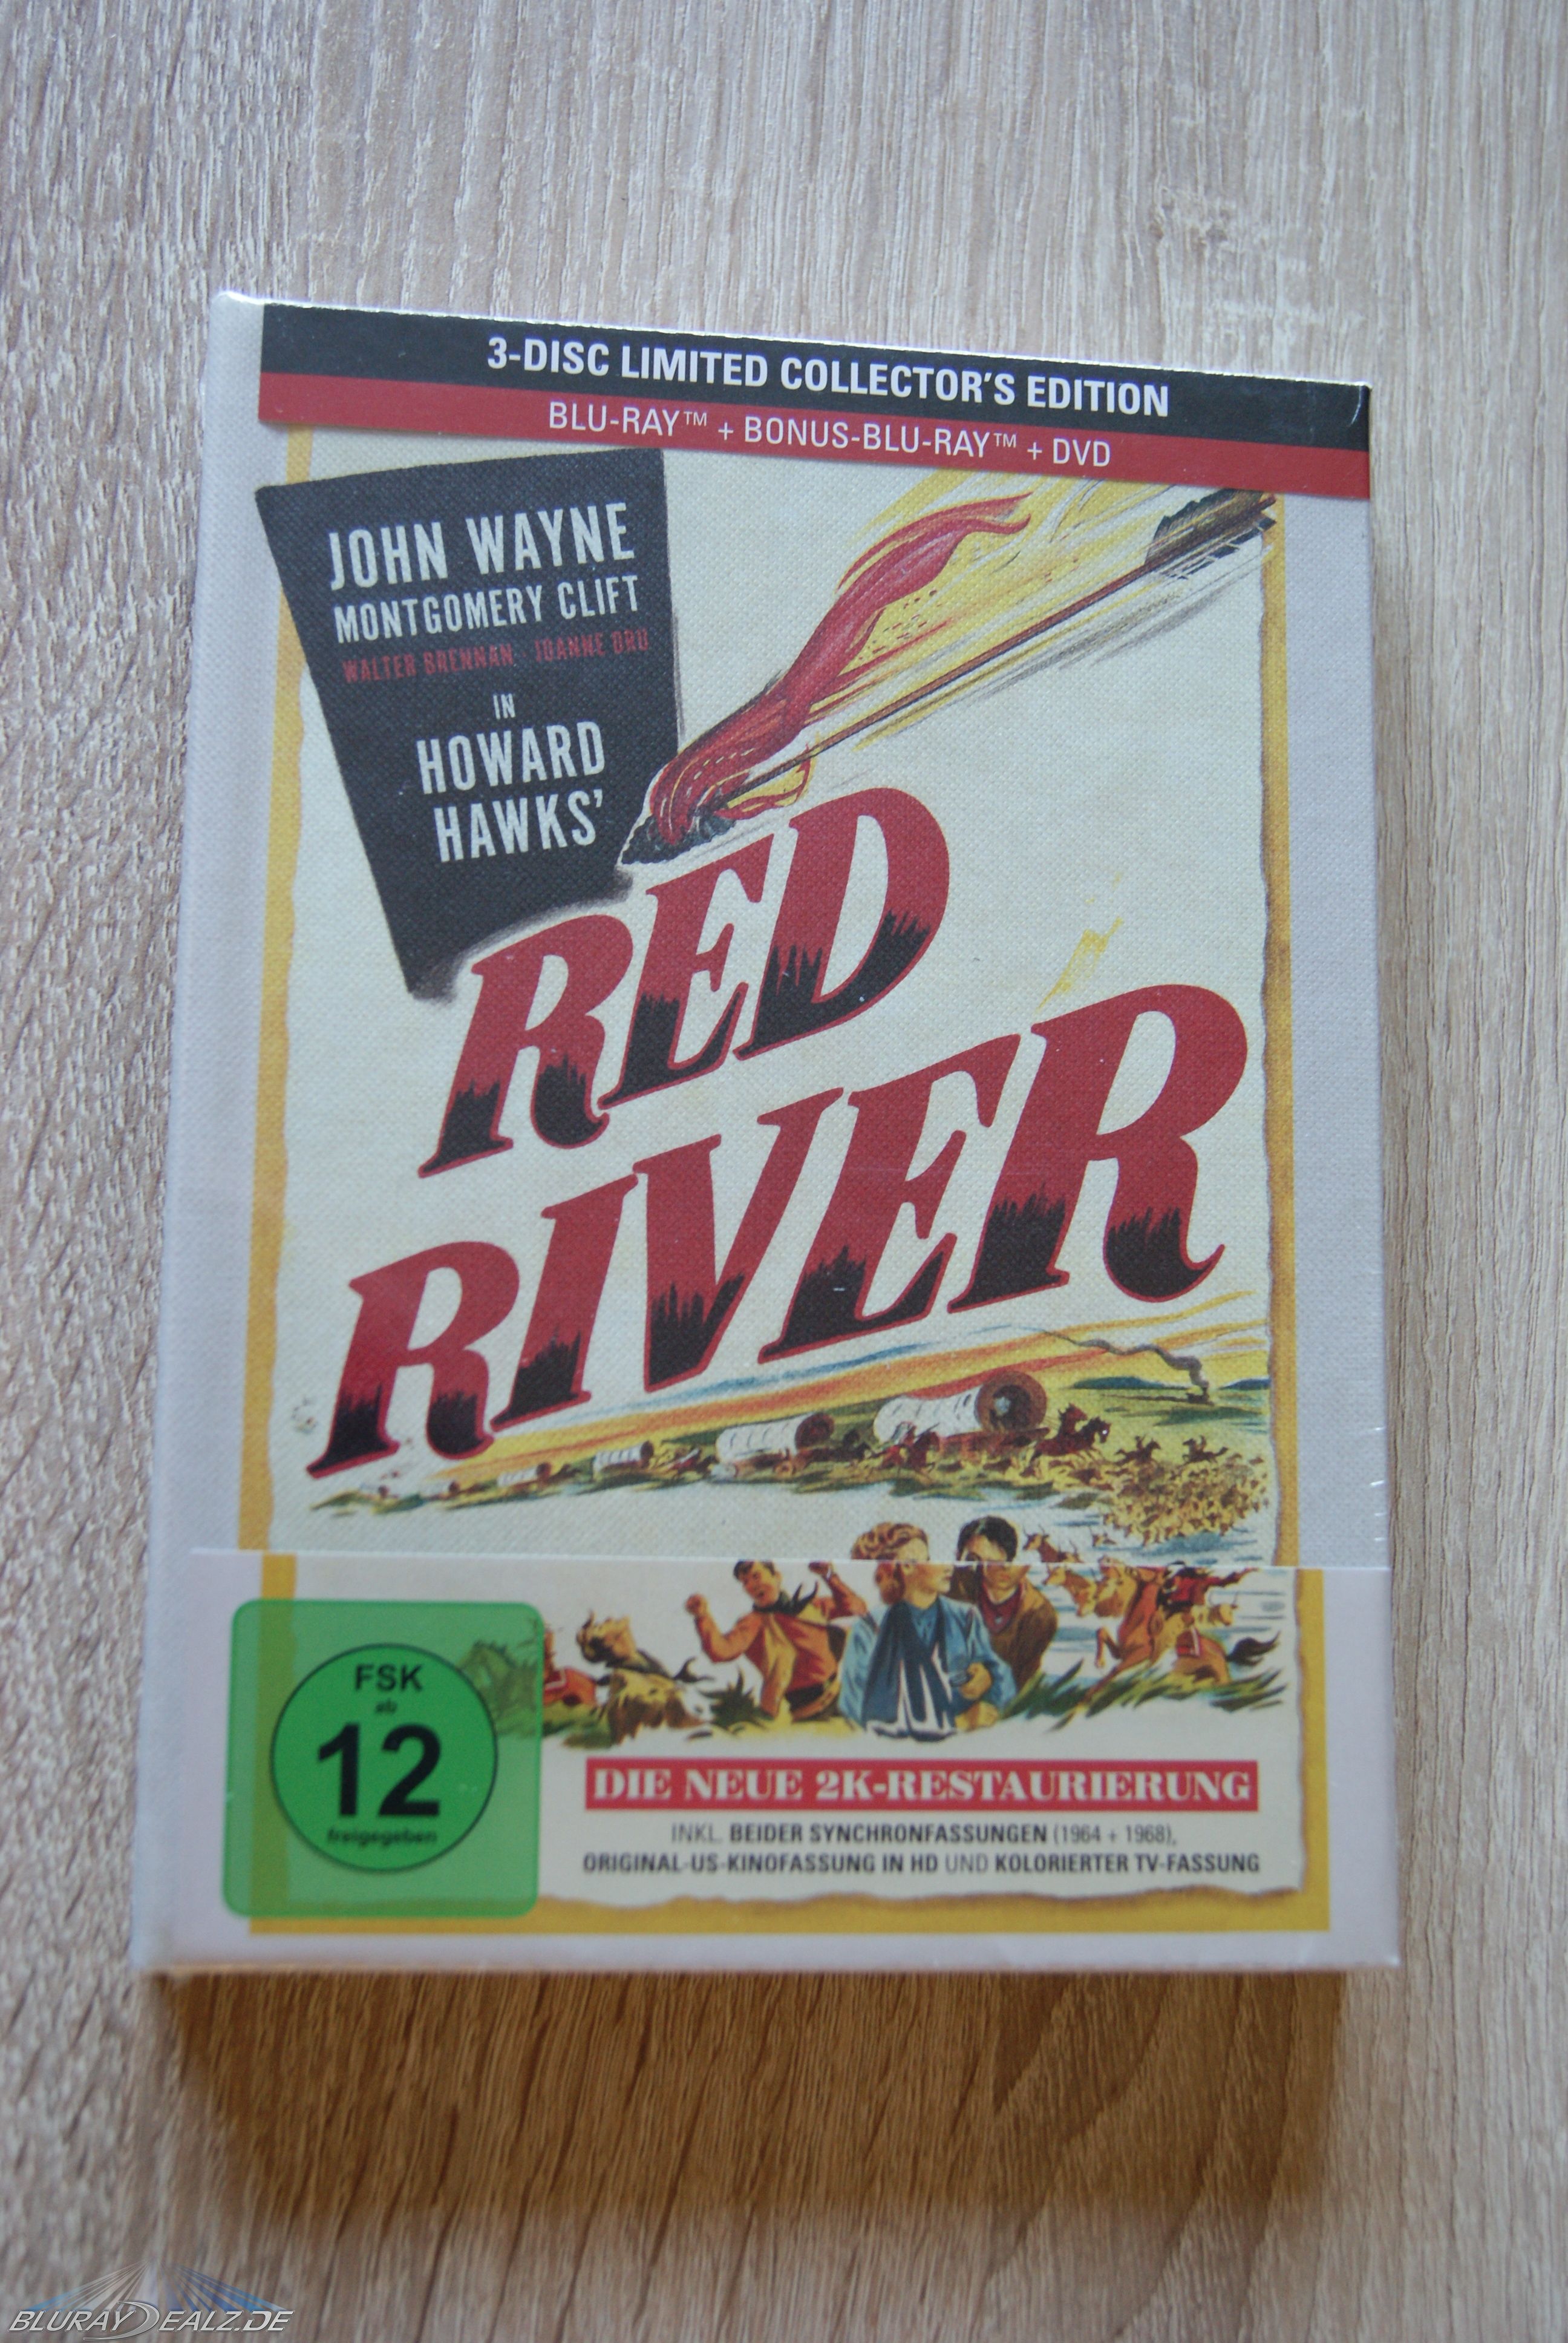 3-DISC LIMITED COLLECTOR'S EDITION
BLU-RAY™ + BONUS-BLU-RAY™ + DVD
JOHN WAYNE
MONTGOMERY CLIFT
WALTER BRENNAN · JOANNE DRU
IN
HOWARD
HAWKS'
RED
RIVER
FSK
ab
12
freigegeben
DIE NEUE 2K-RESTAURIERUNG
INKL. BEIDER SYNCHRONFASSUNGEN (1964 + 1968),
ORIGINAL-US-KINOFASSUNG IN HD UND KOLORIERTER TV-FASSUNG
BLURAYDEALZ.DE